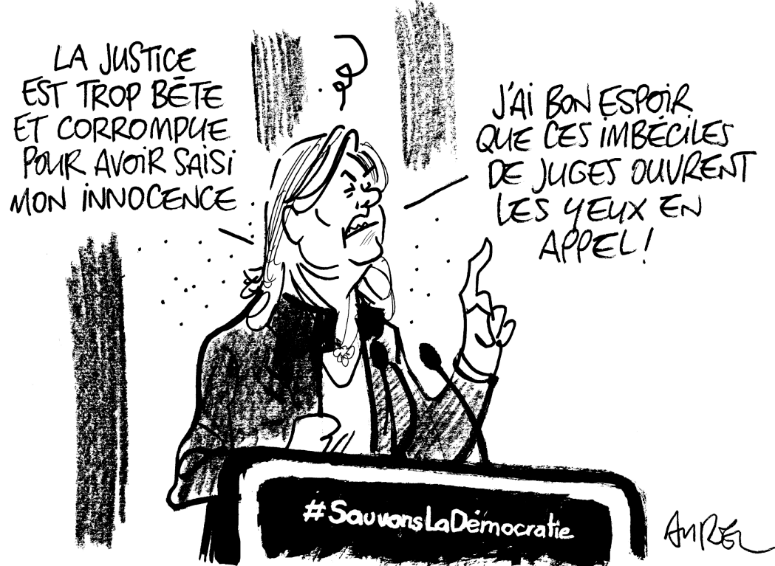 LA JUSTICE
EST TROP BÊTE
ET CORROMPUE
POUR AVOIR SAISI
MON INNOCENCE
J'AI BON ESPOIR
QUE CES IMBÉCILES
DE JUGES OUVRENT
LES YEUX EN
APPEL !
#SauvonsLaDémocratie
AUREL